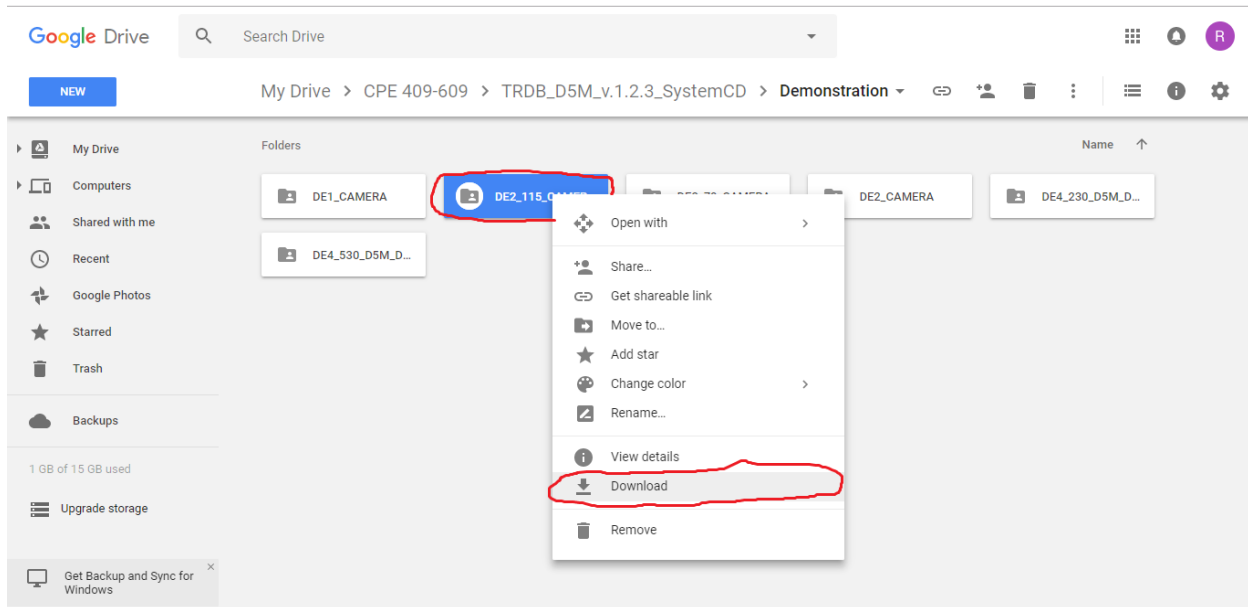 Google Drive
Search Drive
R
NEW
My Drive > CPE 409-609 > TRDB_D5M_v.1.2.3_SystemCD > Demonstration
My Drive
Computers
Shared with me
Recent
Google Photos
Starred
Trash
Backups
1 GB of 15 GB used
Upgrade storage
Get Backup and Sync for
Windows
Folders
Name
DE1_CAMERA
DE2_115_CAMER
DE2_CAMERA
DE4_230_D5M_D...
DE4_530_D5M_D...
Open with
Share...
Get shareable link
Move to...
Add star
Change color
Rename...
View details
Download
Remove